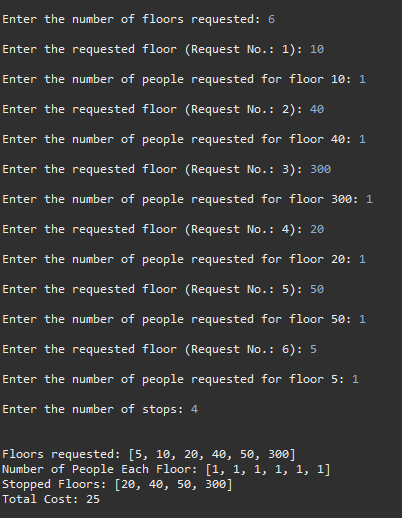 Enter the number of floors requested: 6
Enter the requested floor (Request No.: 1): 10
Enter the number of people requested for floor 10: 1
Enter the requested floor (Request No.: 2): 40
Enter the number of people requested for floor 40: 1
Enter the requested floor (Request No.: 3): 300
Enter the number of people requested for floor 300: 1
Enter the requested floor (Request No.: 4): 20
Enter the number of people requested for floor 20: 1
Enter the requested floor (Request No.: 5): 50
Enter the number of people requested for floor 50: 1
Enter the requested floor (Request No.: 6): 5
Enter the number of people requested for floor 5: 1
Enter the number of stops: 4
Floors requested: [5, 10, 20, 40, 50, 300]
Number of People Each Floor: [1, 1, 1, 1, 1, 1]
Stopped Floors: [20, 40, 50, 300]
Total Cost: 25